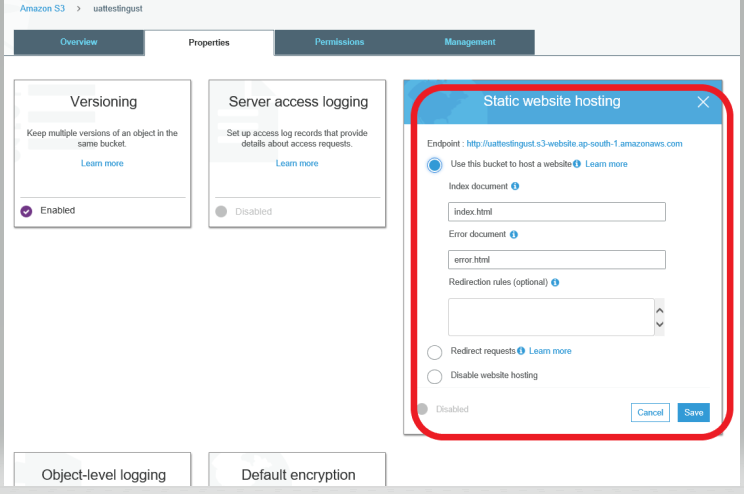 Amazon S3 > uattestingust
Overview
Properties
Permissions
Management
Versioning
Keep multiple versions of an object in the
same bucket.
Learn more
Enabled
Server access logging
Set up access log records that provide
details about access requests.
Learn more
Disabled
Static website hosting
Endpoint : http://uattestingust.s3-website.ap-south-1.amazonaws.com
Use this bucket to host a website Learn more
Index document
index.html
Error document
error.html
Redirection rules (optional)
Redirect requests Learn more
Disable website hosting
Disabled
Cancel
Save
Object-level logging
Default encryption